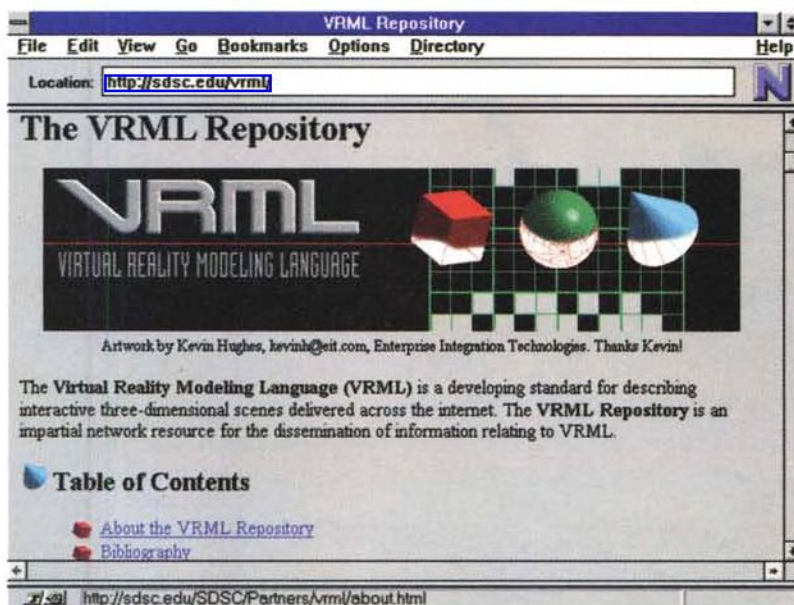 VRML Repository
File Edit View Go Bookmarks Options Directory Help
Location: http://sdsc.edu/vrml/
N
The VRML Repository
VRML
VIRTUAL REALITY MODELING LANGUAGE
Artwork by Kevin Hughes, kevinh@eit.com, Enterprise Integration Technologies. Thanks Kevin!
The Virtual Reality Modeling Language (VRML) is a developing standard for describing
interactive three-dimensional scenes delivered across the internet. The VRML Repository is an
impartial network resource for the dissemination of information relating to VRML.
Table of Contents
About the VRML Repository
Bibliography
http://sdsc.edu/SDSC/Partners/vrml/about.html